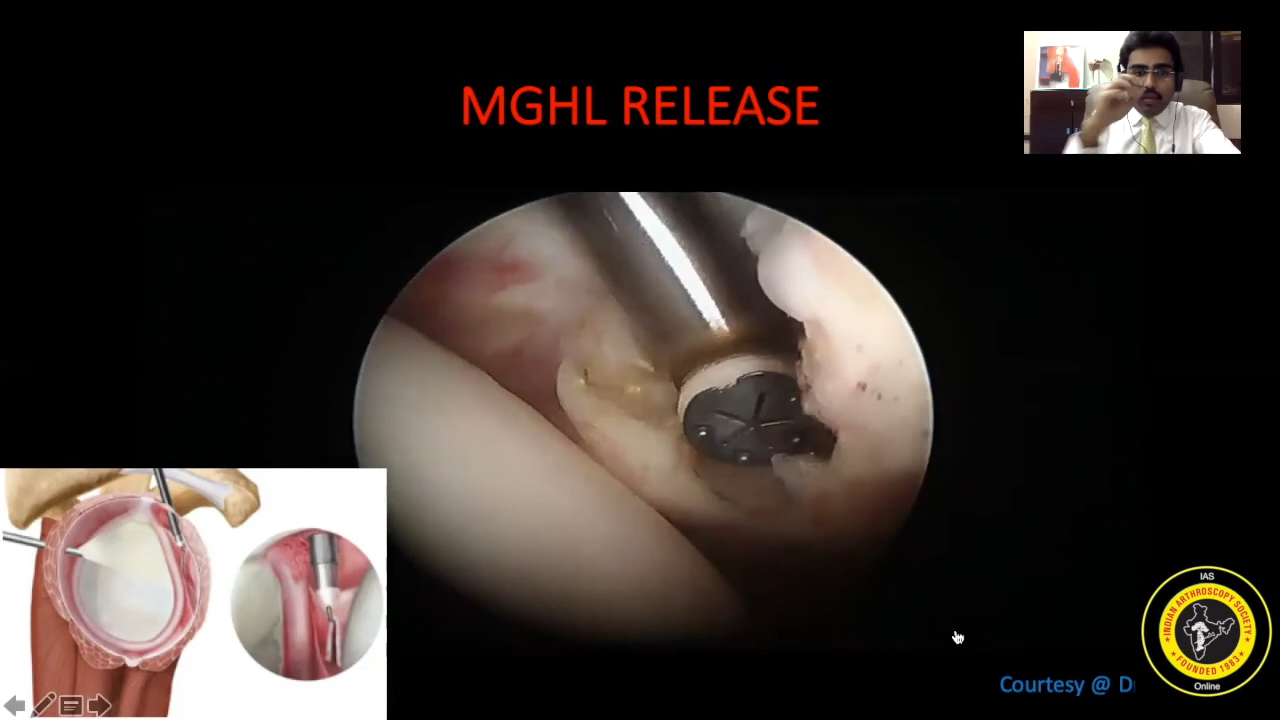 MGHL RELEASE
IAS
INDIAN ARTHROSCOPY SOCIETY
FOUNDED 1983
Online
Courtesy @ D